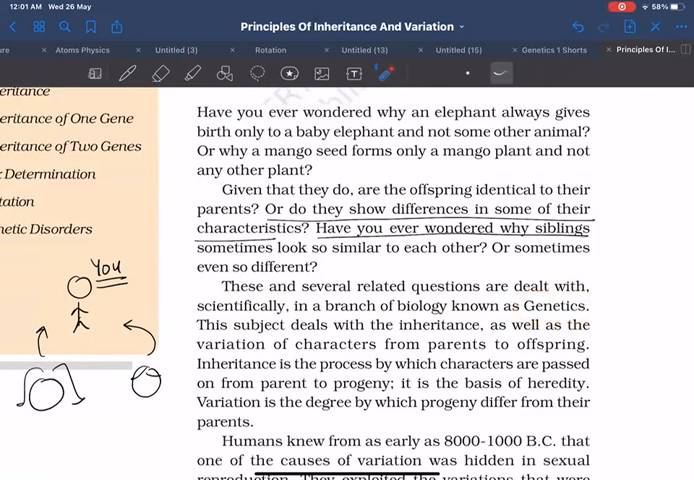 12:01 AM Wed 26 May
58%
Principles Of Inheritance And Variation
Atoms Physics
Untitled (3)
Rotation
Untitled (13)
Untitled (15)
Genetics 1 Shorts
Principles Of I...
eritance of One Gene
eritance of Two Genes
Determination
netic Disorders
You
Have you ever wondered why an elephant always gives
birth only to a baby elephant and not some other animal?
Or why a mango seed forms only a mango plant and not
any other plant?
Given that they do, are the offspring identical to their
parents? Or do they show differences in some of their
characteristics? Have you ever wondered why siblings
sometimes look so similar to each other? Or sometimes
even so different?
These and several related questions are dealt with,
scientifically, in a branch of biology known as Genetics.
This subject deals with the inheritance, as well as the
variation of characters from parents to offspring.
Inheritance is the process by which characters are passed
on from parent to progeny; it is the basis of heredity.
Variation is the degree by which progeny differ from their
parents.
Humans knew from as early as 8000-1000 B.C. that
one of the causes of variation was hidden in sexual
reproduction. They exploited the variations that were